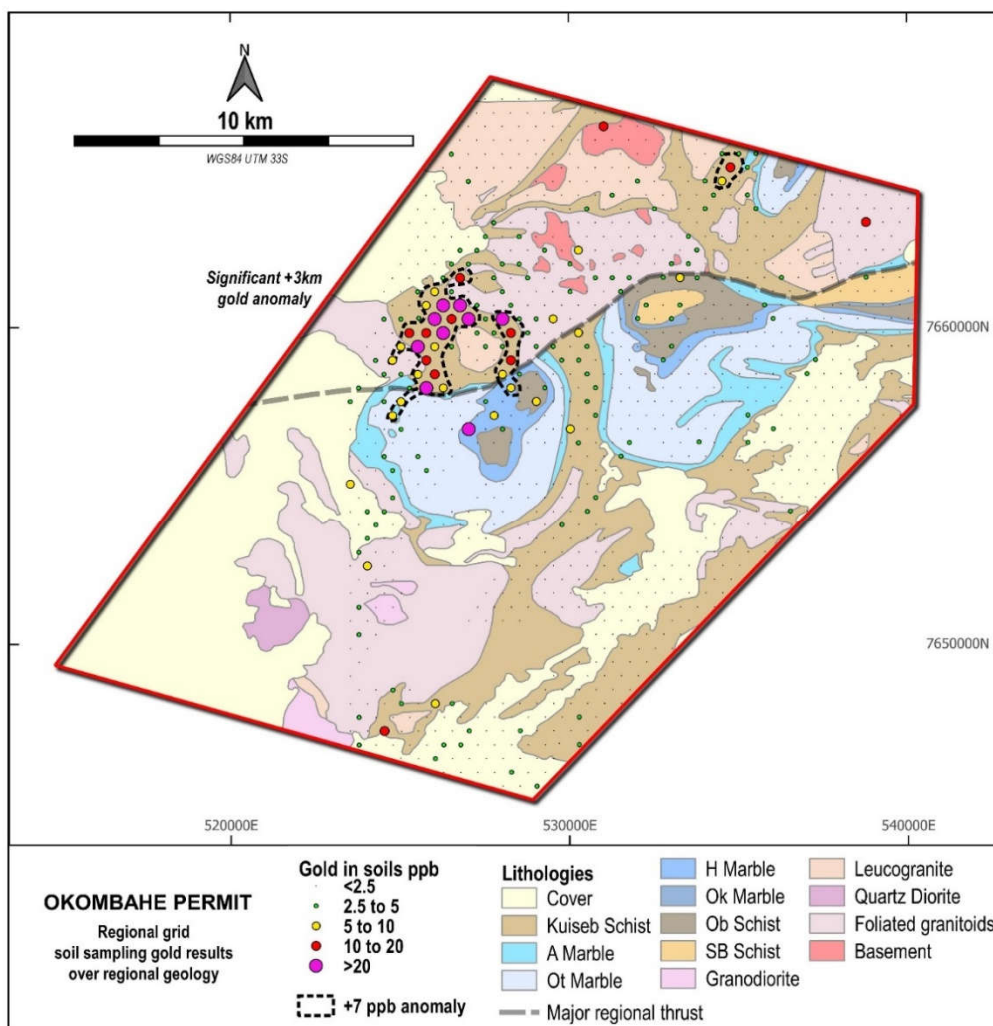 N
10 km
WGS84 UTM 33S
Significant +3km
gold anomaly
7660000N
7650000N
520000E
530000E
540000E
OKOMBAHE PERMIT
Regional grid
soil sampling gold results
over regional geology
Gold in soils ppb
<2.5
2.5 to 5
5 to 10
10 to 20
>20
+7 ppb anomaly
Lithologies
Cover
Kuiseb Schist
A Marble
Ot Marble
H Marble
Ok Marble
Ob Schist
SB Schist
Granodiorite
Leucogranite
Quartz Diorite
Foliated granitoids
Basement
Major regional thrust